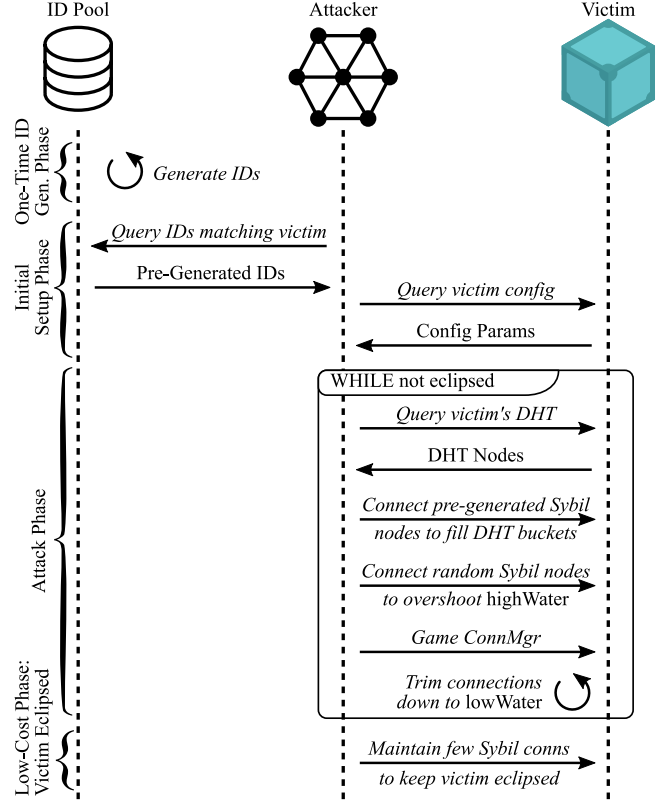 ID Pool
Attacker
Victim
One-Time ID
Gen. Phase
Generate IDs
Initial
Setup Phase
Query IDs matching victim
Pre-Generated IDs
Query victim config
Config Params
Attack Phase
WHILE not eclipsed
Query victim's DHT
DHT Nodes
Connect pre-generated Sybil
nodes to fill DHT buckets
Connect random Sybil nodes
to overshoot highWater
Game ConnMgr
Trim connections
down to lowWater
Low-Cost Phase:
Victim Eclipsed
Maintain few Sybil conns
to keep victim eclipsed